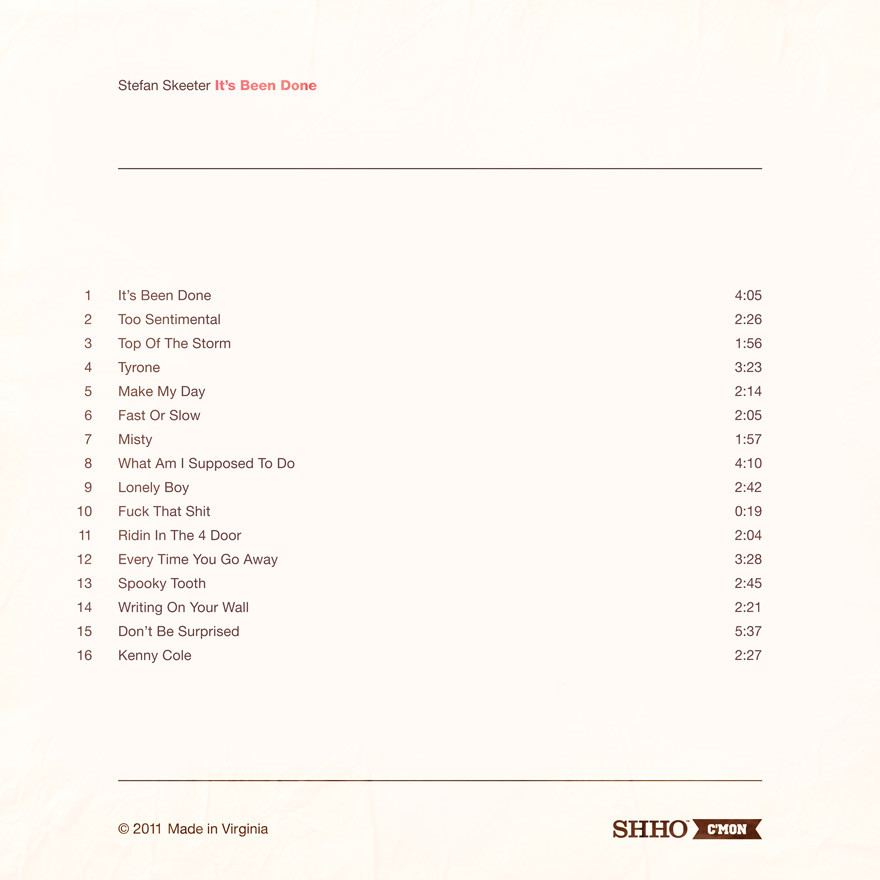 Stefan Skeeter It’s Been Done
1 It’s Been Done 4:05
2 Too Sentimental 2:26
3 Top Of The Storm 1:56
4 Tyrone 3:23
5 Make My Day 2:14
6 Fast Or Slow 2:05
7 Misty 1:57
8 What Am I Supposed To Do 4:10
9 Lonely Boy 2:42
10 Fuck That Shit 0:19
11 Ridin In The 4 Door 2:04
12 Every Time You Go Away 3:28
13 Spooky Tooth 2:45
14 Writing On Your Wall 2:21
15 Don’t Be Surprised 5:37
16 Kenny Cole 2:27
© 2011 Made in Virginia SHHO™ C'MON